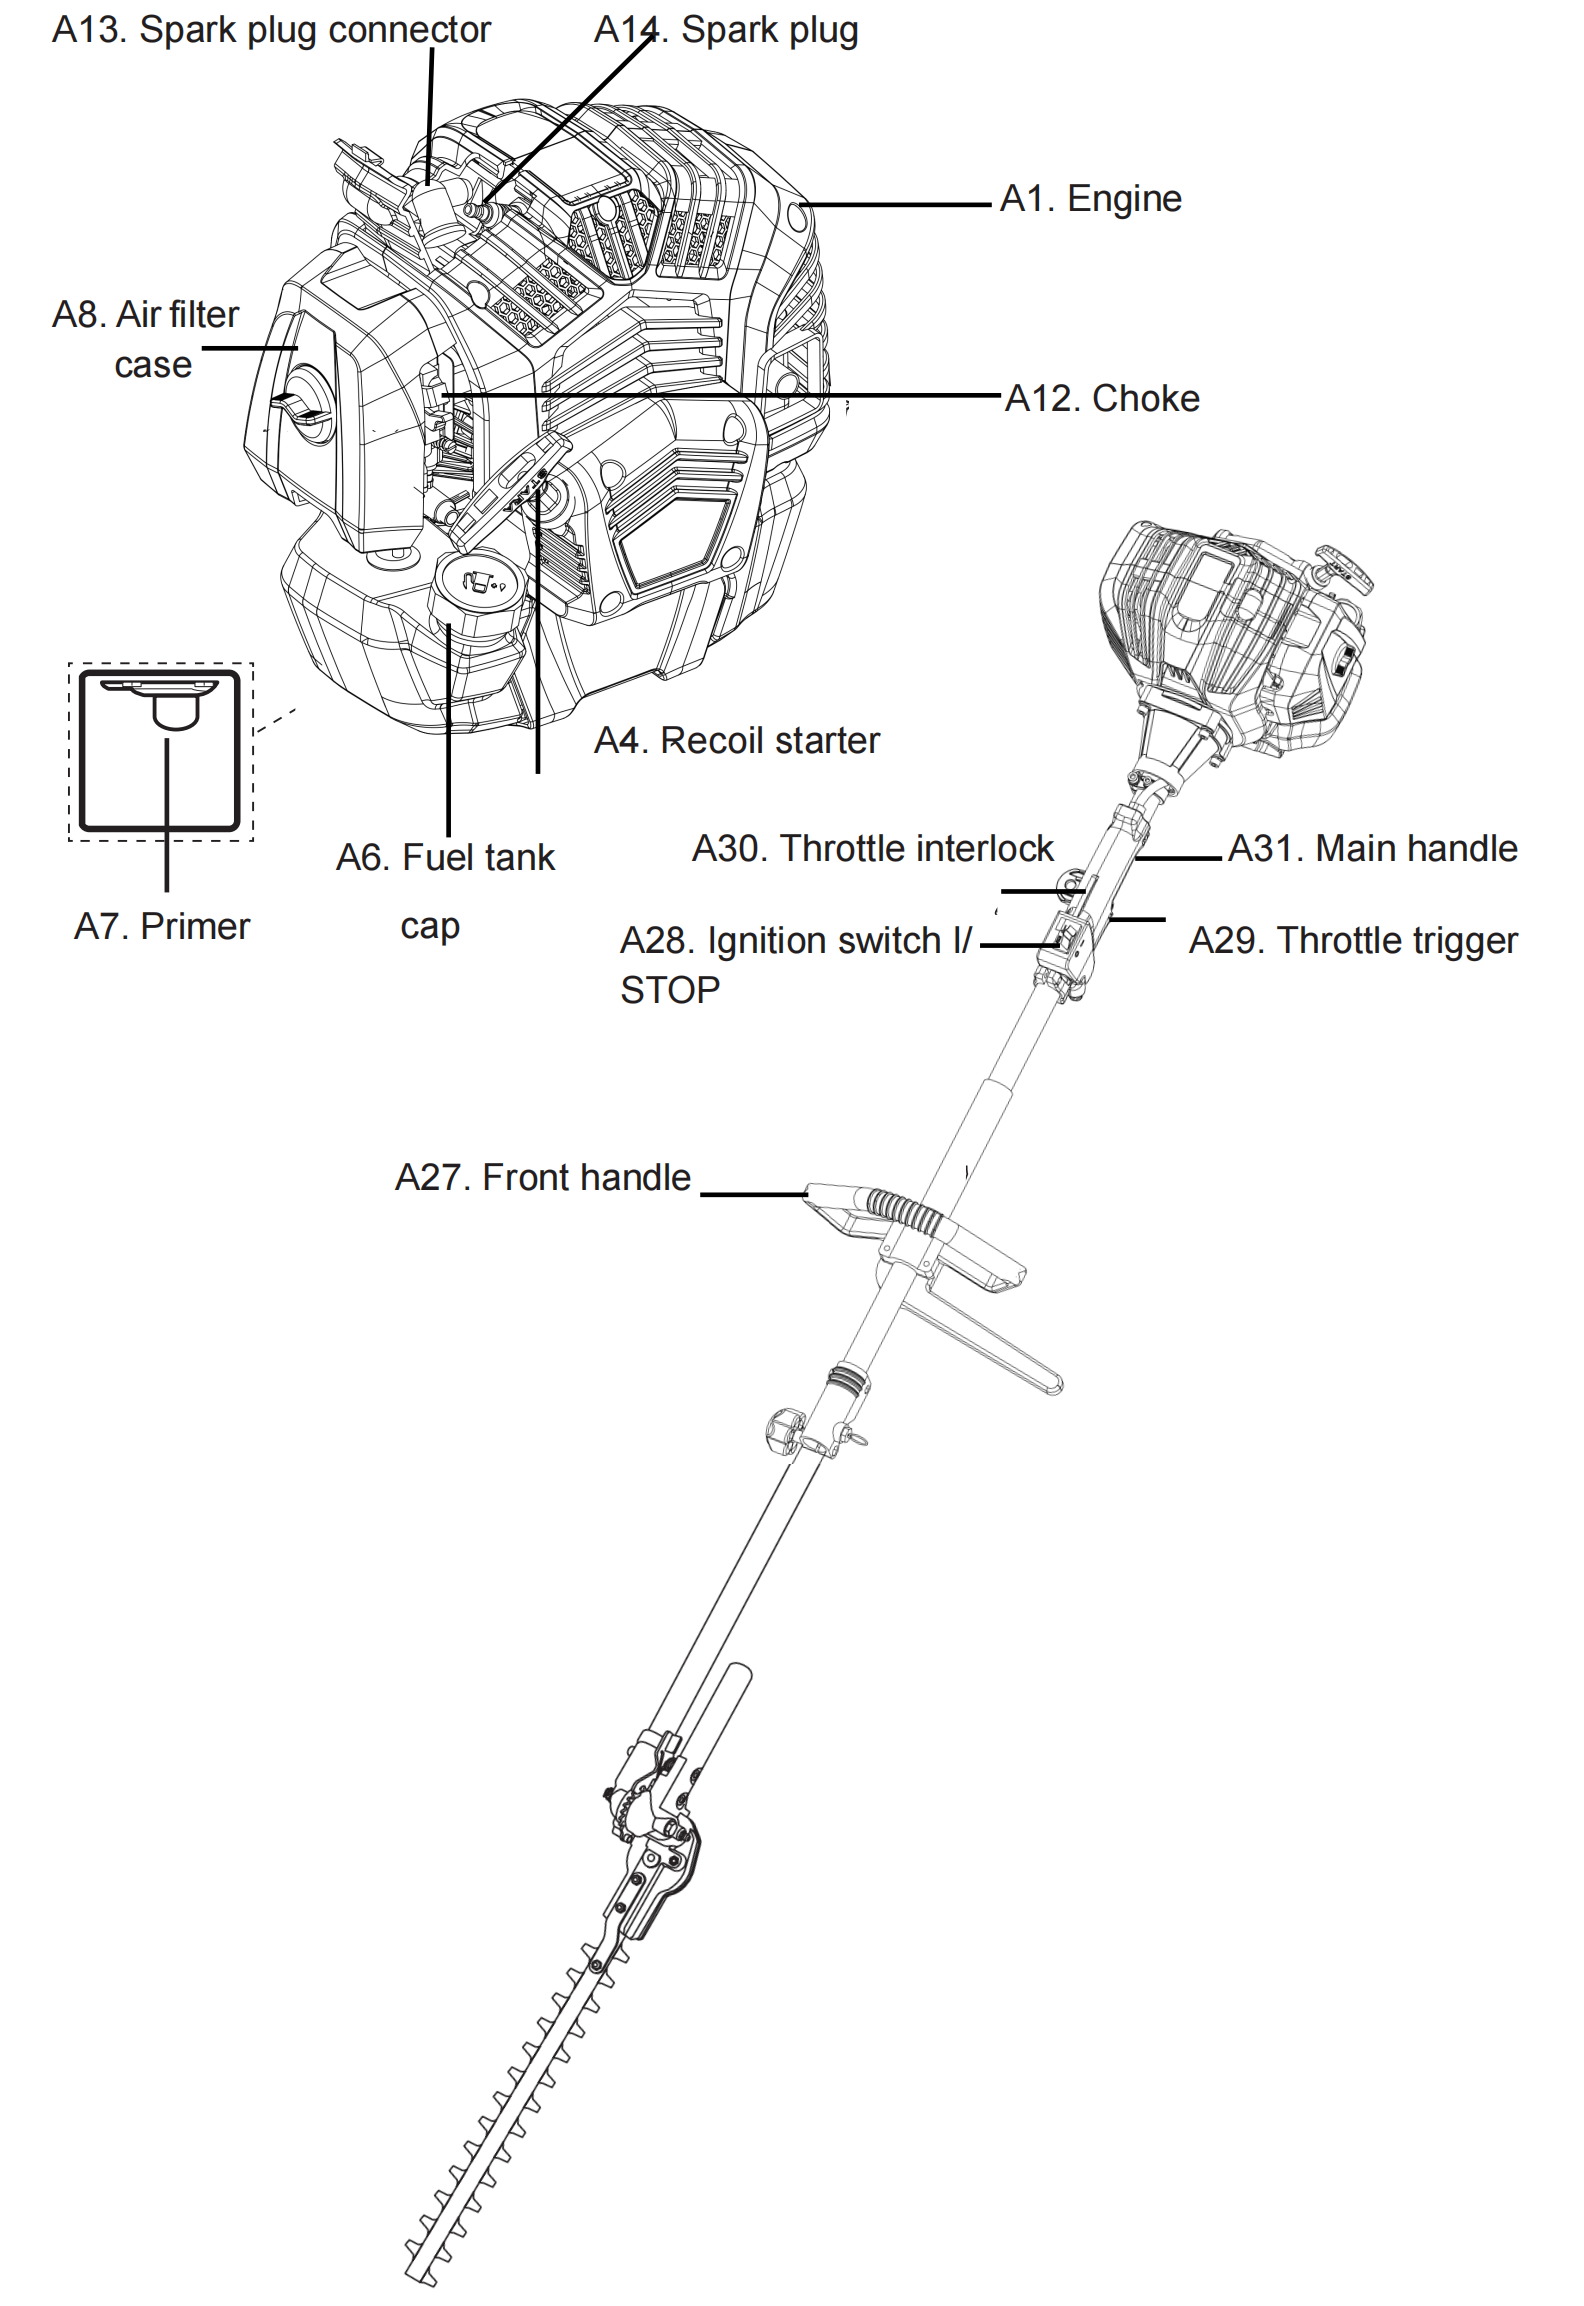 A13. Spark plug connector
A14. Spark plug
A1. Engine
A8. Air filter
case
A12. Choke
A4. Recoil starter
A6. Fuel tank
cap
A7. Primer
A30. Throttle interlock
A31. Main handle
A28. Ignition switch I/
STOP
A29. Throttle trigger
A27. Front handle